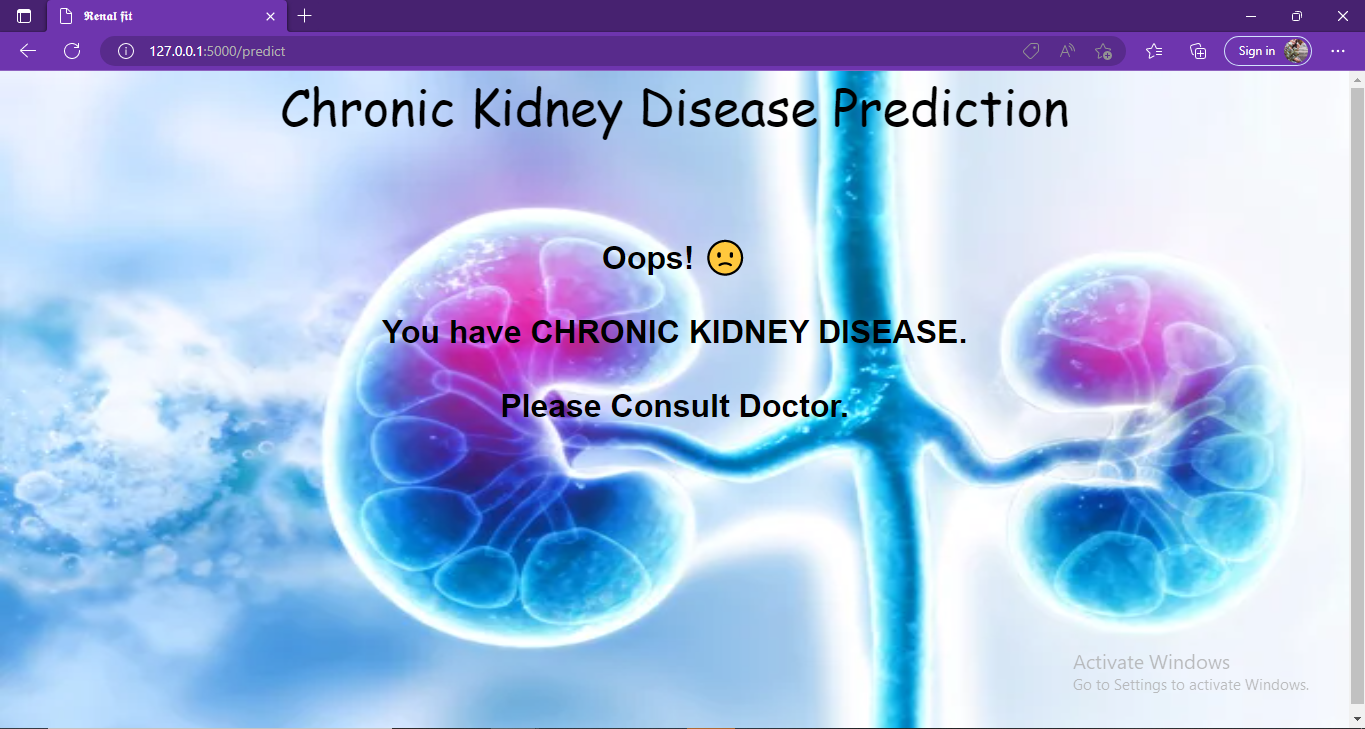 Renal fit
127.0.0.1:5000/predict
Sign in
Chronic Kidney Disease Prediction
Oops! 🙁
You have CHRONIC KIDNEY DISEASE.
Please Consult Doctor.
Activate Windows
Go to Settings to activate Windows.